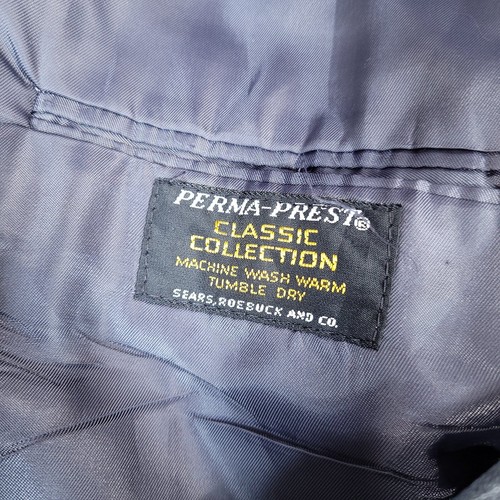 PERMA-PREST®
CLASSIC
COLLECTION
MACHINE WASH WARM
TUMBLE DRY
SEARS, ROEBUCK AND CO.